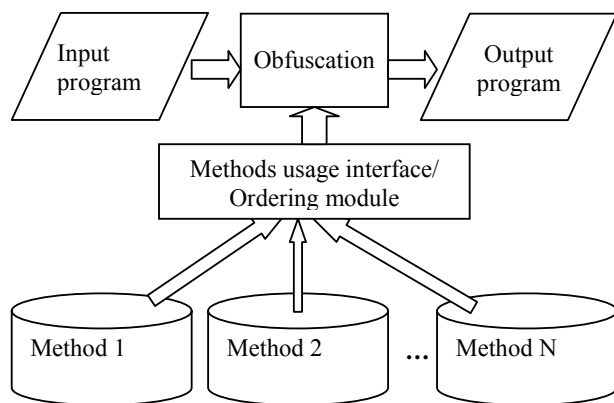 Input
program
Obfuscation
Output
program
Methods usage interface/
Ordering module
Method 1
Method 2
...
Method N